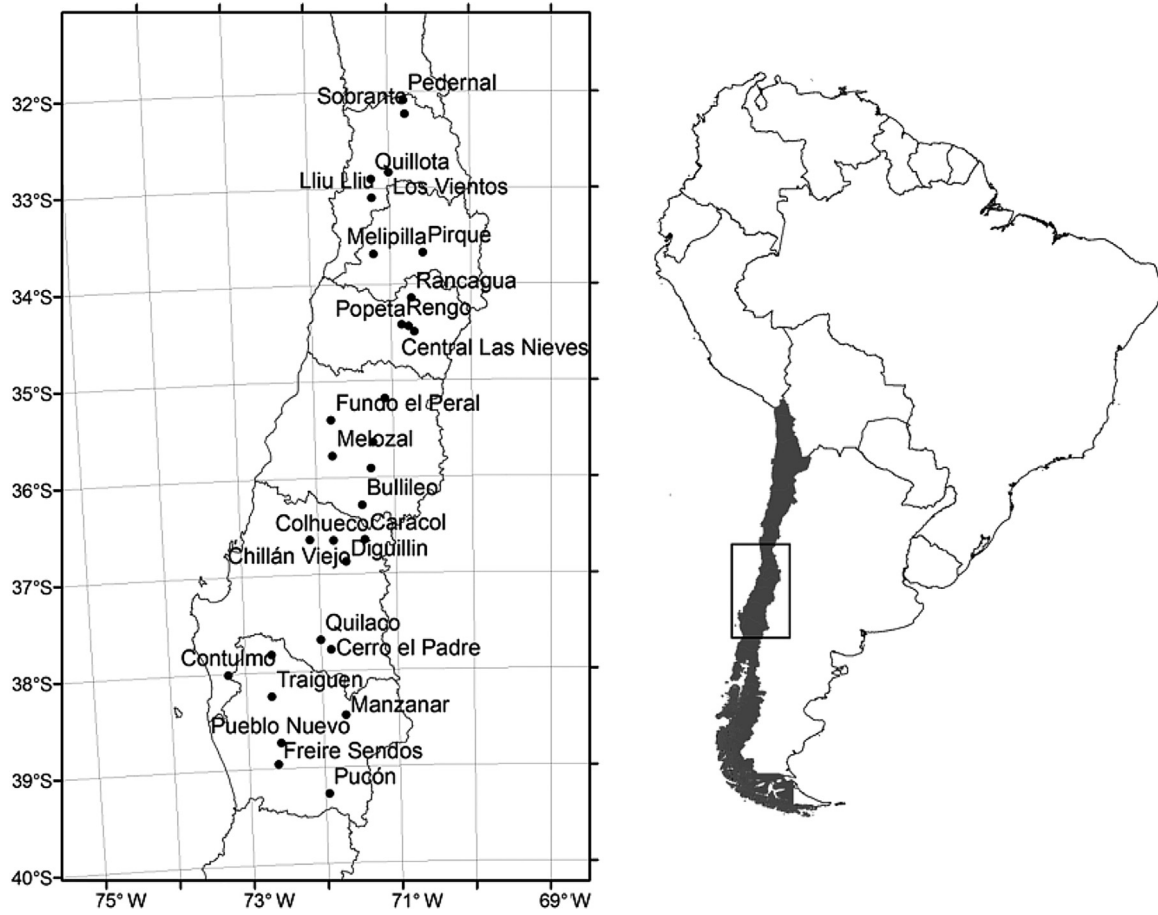 Pedernal
32°S
Sobrante
Quillota
Lliu Lliu
Los Vientos
33°S
Melipilla
Pirque
Rancagua
34°S
Popeta
Rengo
Central Las Nieves
35°S
Fundo el Peral
Melozal
36°S
Bullileo
Colhueco
Caracol
Chillán Viejo
Digüillin
37°S
Quilaco
Cerro el Padre
Contulmo
38°S
Traiguen
Manzanar
Pueblo Nuevo
Freire Sendos
39°S
Pucón
40°S
75°W
73°W
71°W
69°W